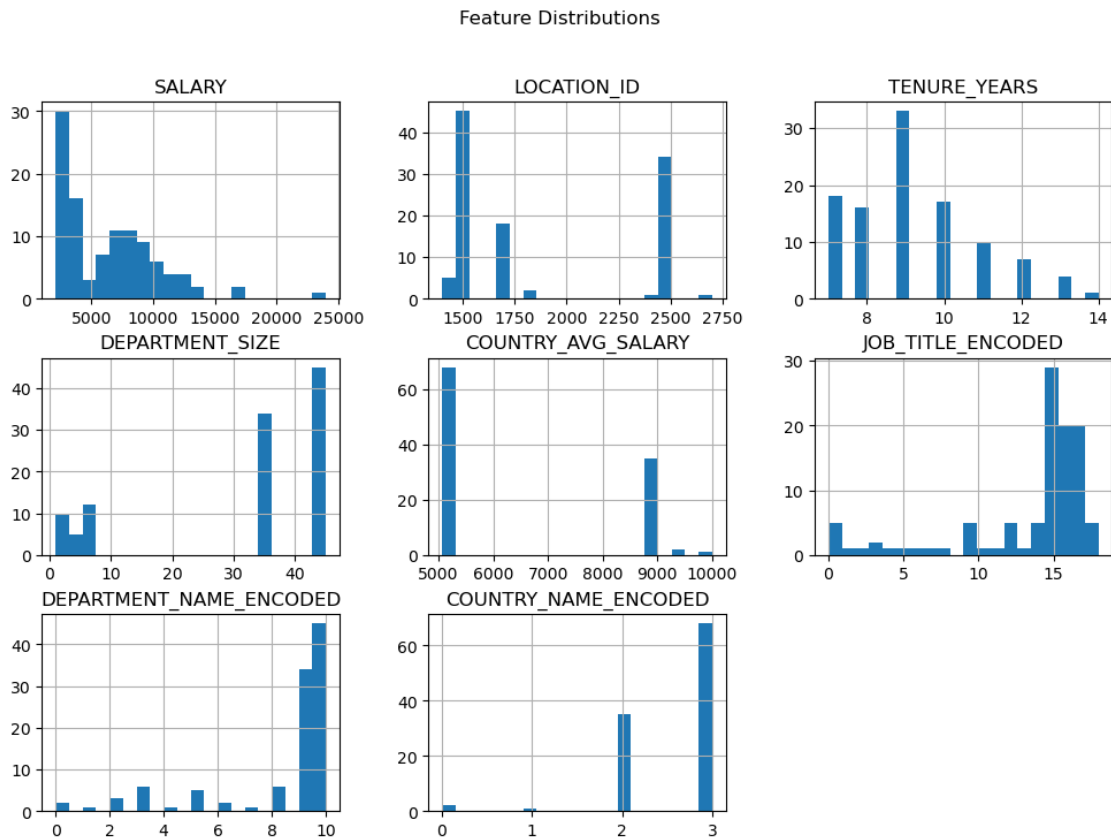 Feature Distributions
SALARY
LOCATION_ID
TENURE_YEARS
30
20
10
0
5000 10000 15000 20000 25000
40
30
20
10
0
1500 1750 2000 2250 2500 2750
30
20
10
0
8 10 12 14
DEPARTMENT_SIZE
COUNTRY_AVG_SALARY
JOB_TITLE_ENCODED
40
30
20
10
0
0 10 20 30 40
60
40
20
0
5000 6000 7000 8000 9000 10000
30
20
10
0
0 5 10 15
DEPARTMENT_NAME_ENCODED
COUNTRY_NAME_ENCODED
40
30
20
10
0
0 2 4 6 8 10
60
40
20
0
0 1 2 3